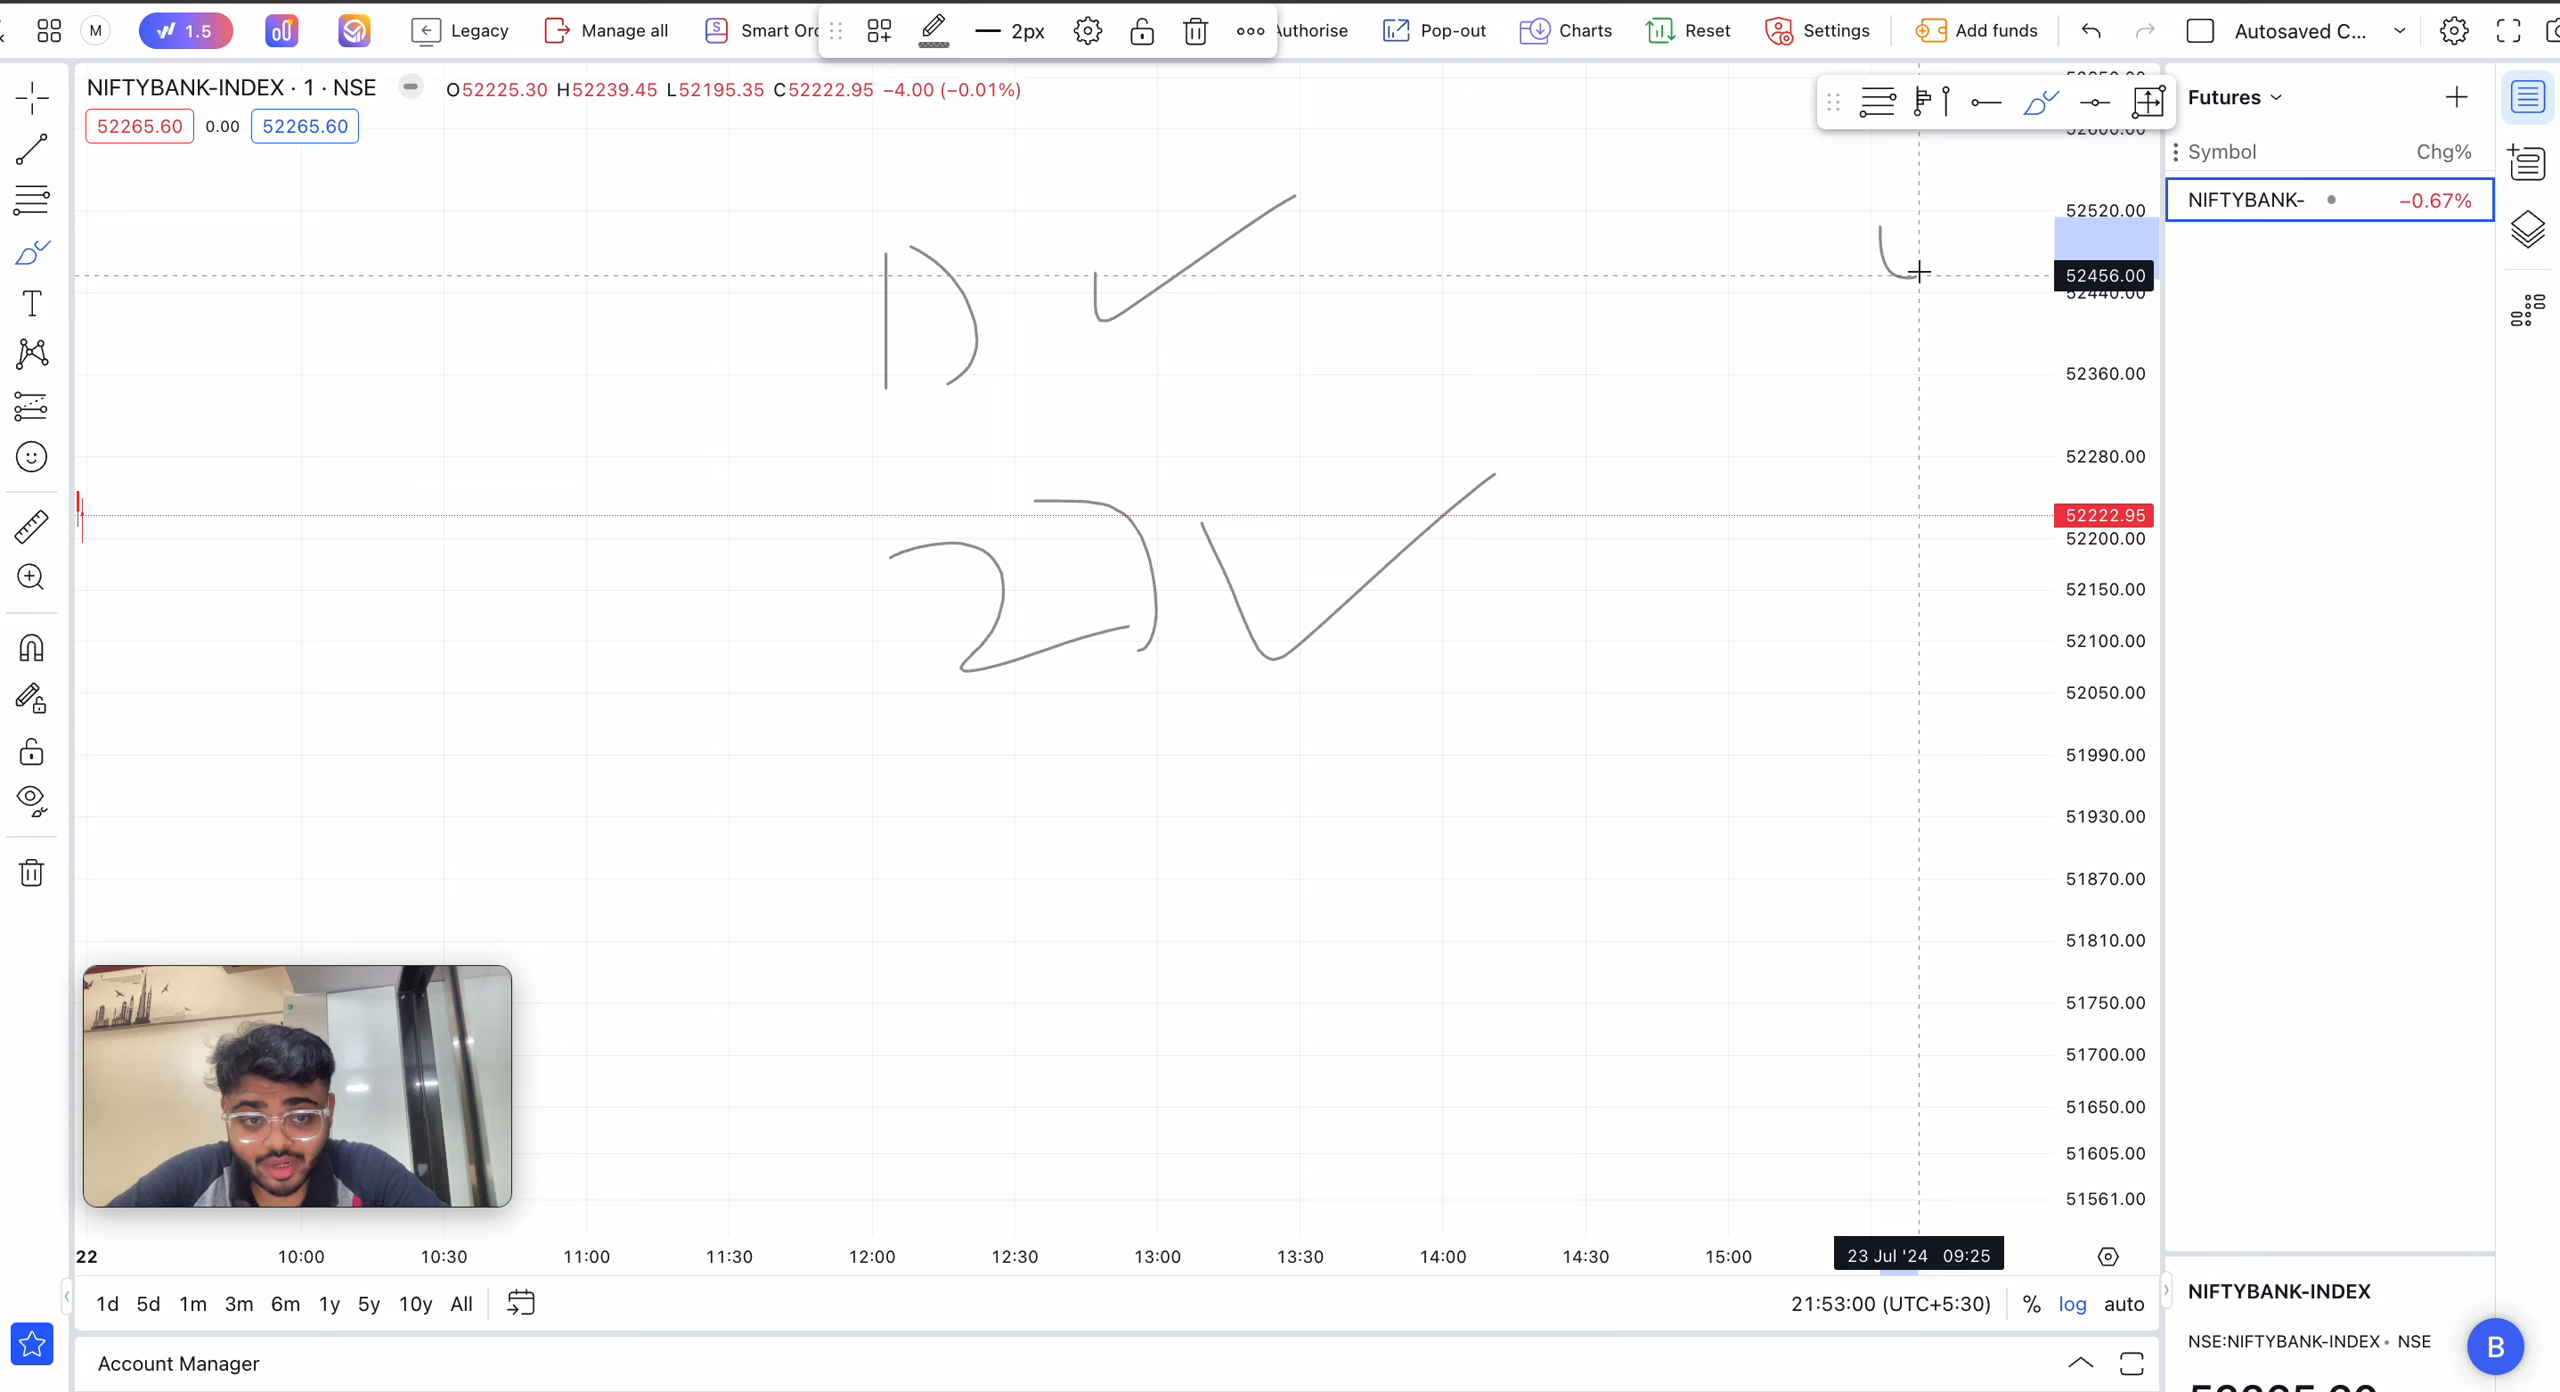 M 1.5 Legacy Manage all Smart Orc 2px Authorise Pop-out Charts Reset Settings Add funds Autosaved C...
NIFTYBANK-INDEX · 1 · NSE O52225.30 H52239.45 L52195.35 C52222.95 −4.00 (−0.01%)
52265.60 0.00 52265.60
Futures
Symbol Chg%
NIFTYBANK- −0.67%
1) 
2)
52520.00
52456.00
52440.00
52360.00
52280.00
52222.95
52200.00
52150.00
52100.00
52050.00
51990.00
51930.00
51870.00
51810.00
51750.00
51700.00
51650.00
51605.00
51561.00
22 10:00 10:30 11:00 11:30 12:00 12:30 13:00 13:30 14:00 14:30 15:00 23 Jul '24 09:25
1d 5d 1m 3m 6m 1y 5y 10y All 21:53:00 (UTC+5:30) % log auto
Account Manager
NIFTYBANK-INDEX
NSE:NIFTYBANK-INDEX • NSE
B